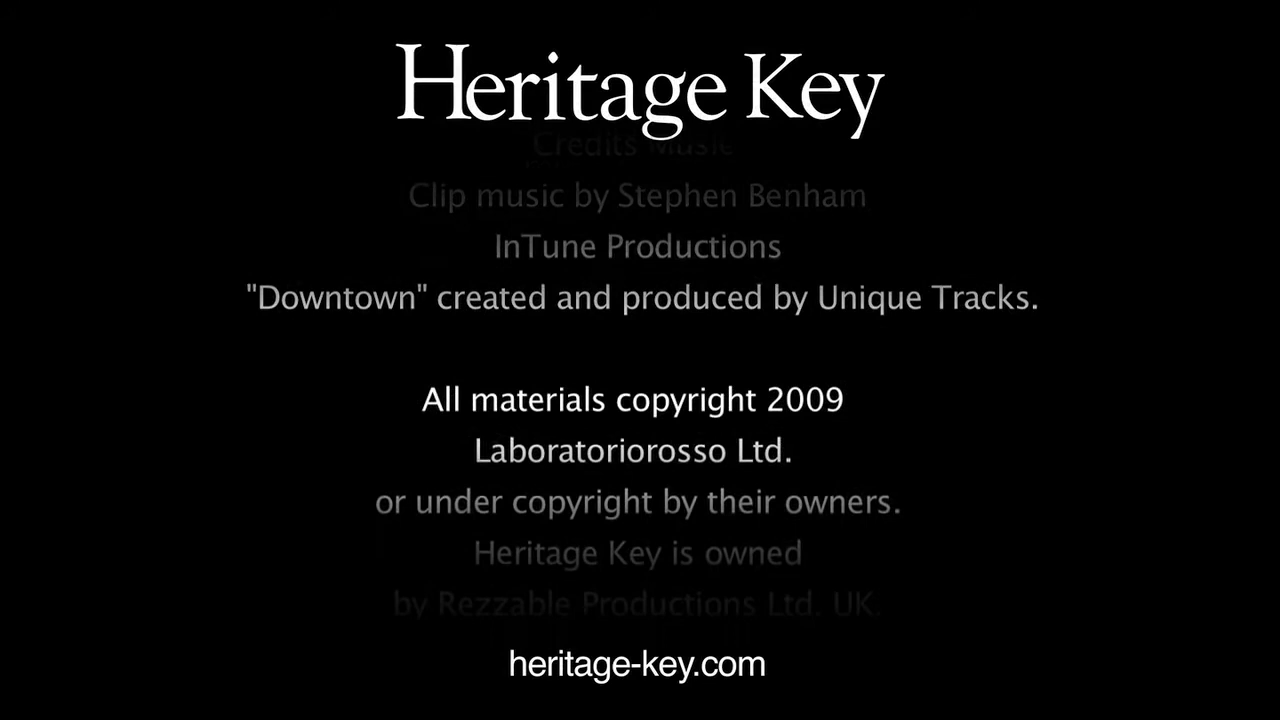 Heritage Key
Credits Music
Clip music by Stephen Benham
InTune Productions
"Downtown" created and produced by Unique Tracks.
All materials copyright 2009
Laboratoriorosso Ltd.
or under copyright by their owners.
Heritage Key is owned
by Rezzable Productions Ltd. UK.
heritage-key.com